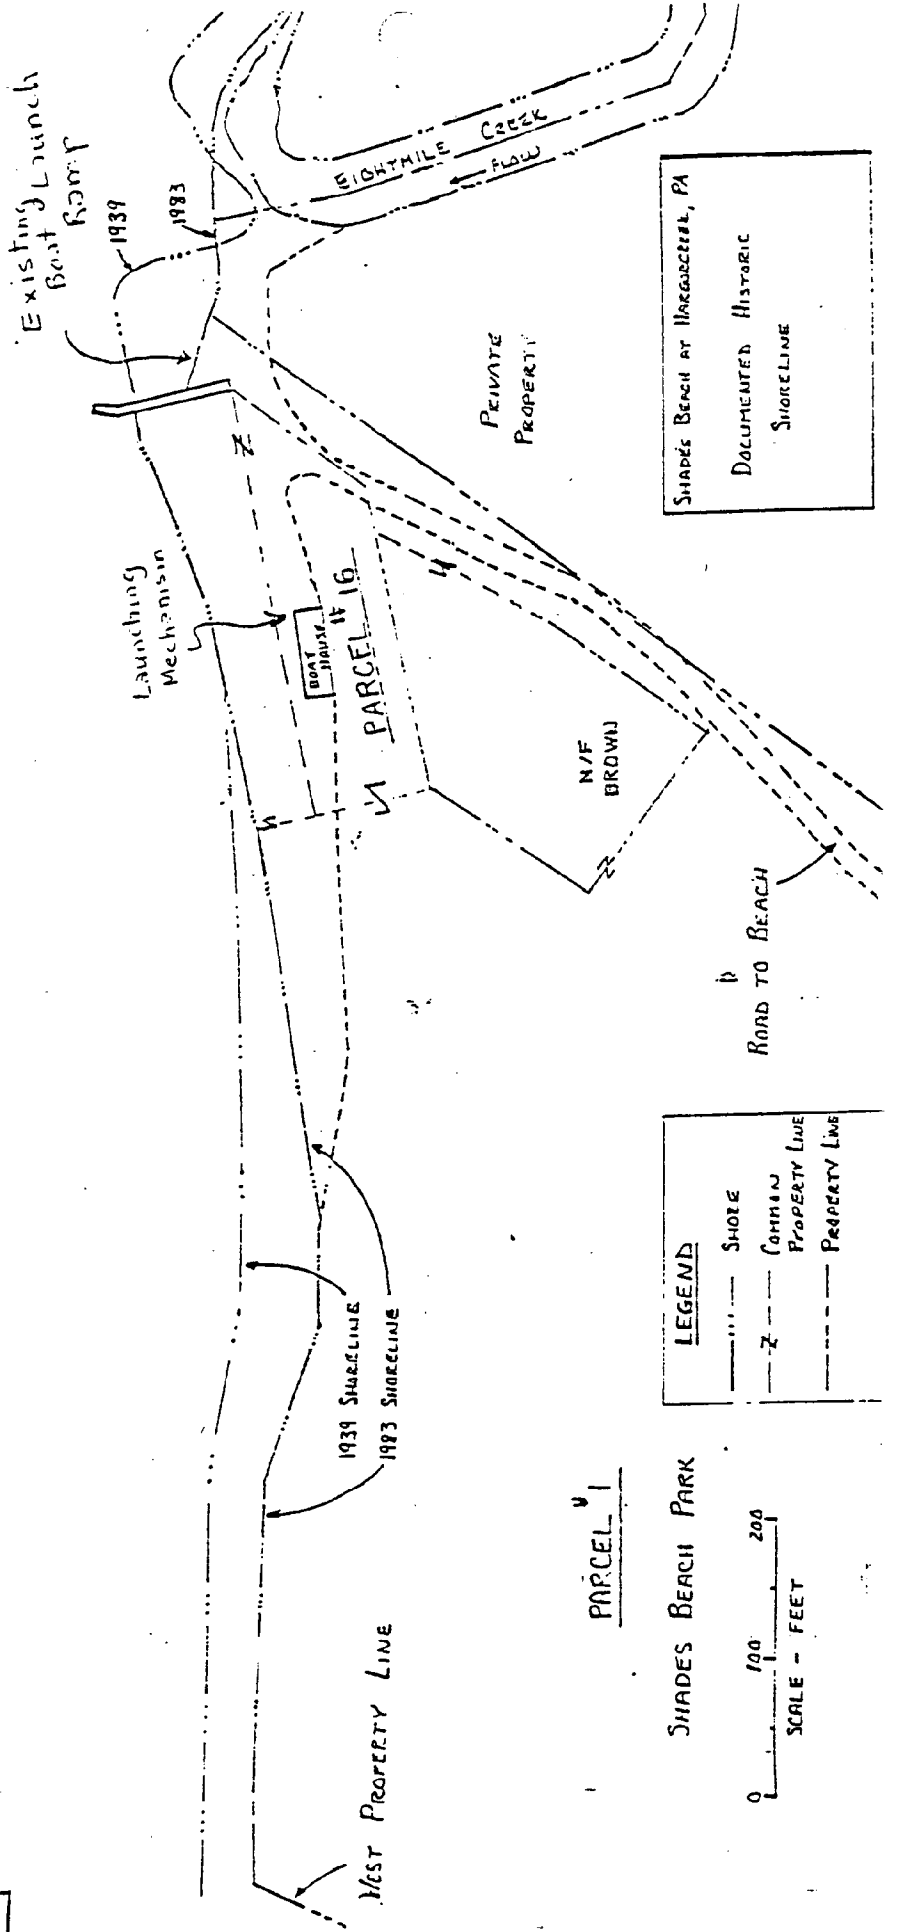 Existing Launch
Boat Ramp
1939
1983
EIGHTMILE CREEK
FLOW
Launching
Mechanism
BOAT
HAUSE
PARCEL # 16
PRIVATE
PROPERTY
N/F
BROWN
ROAD TO BEACH
1939 SHORELINE
1983 SHORELINE
WEST PROPERTY LINE
PARCEL # 1
SHADES BEACH PARK
0 100 200
SCALE - FEET
LEGEND
SHORE
Z COMMON
PROPERTY LINE
PROPERTY LINE
SHADES BEACH AT HARBORCREEK, PA
DOCUMENTED HISTORIC
SHORELINE